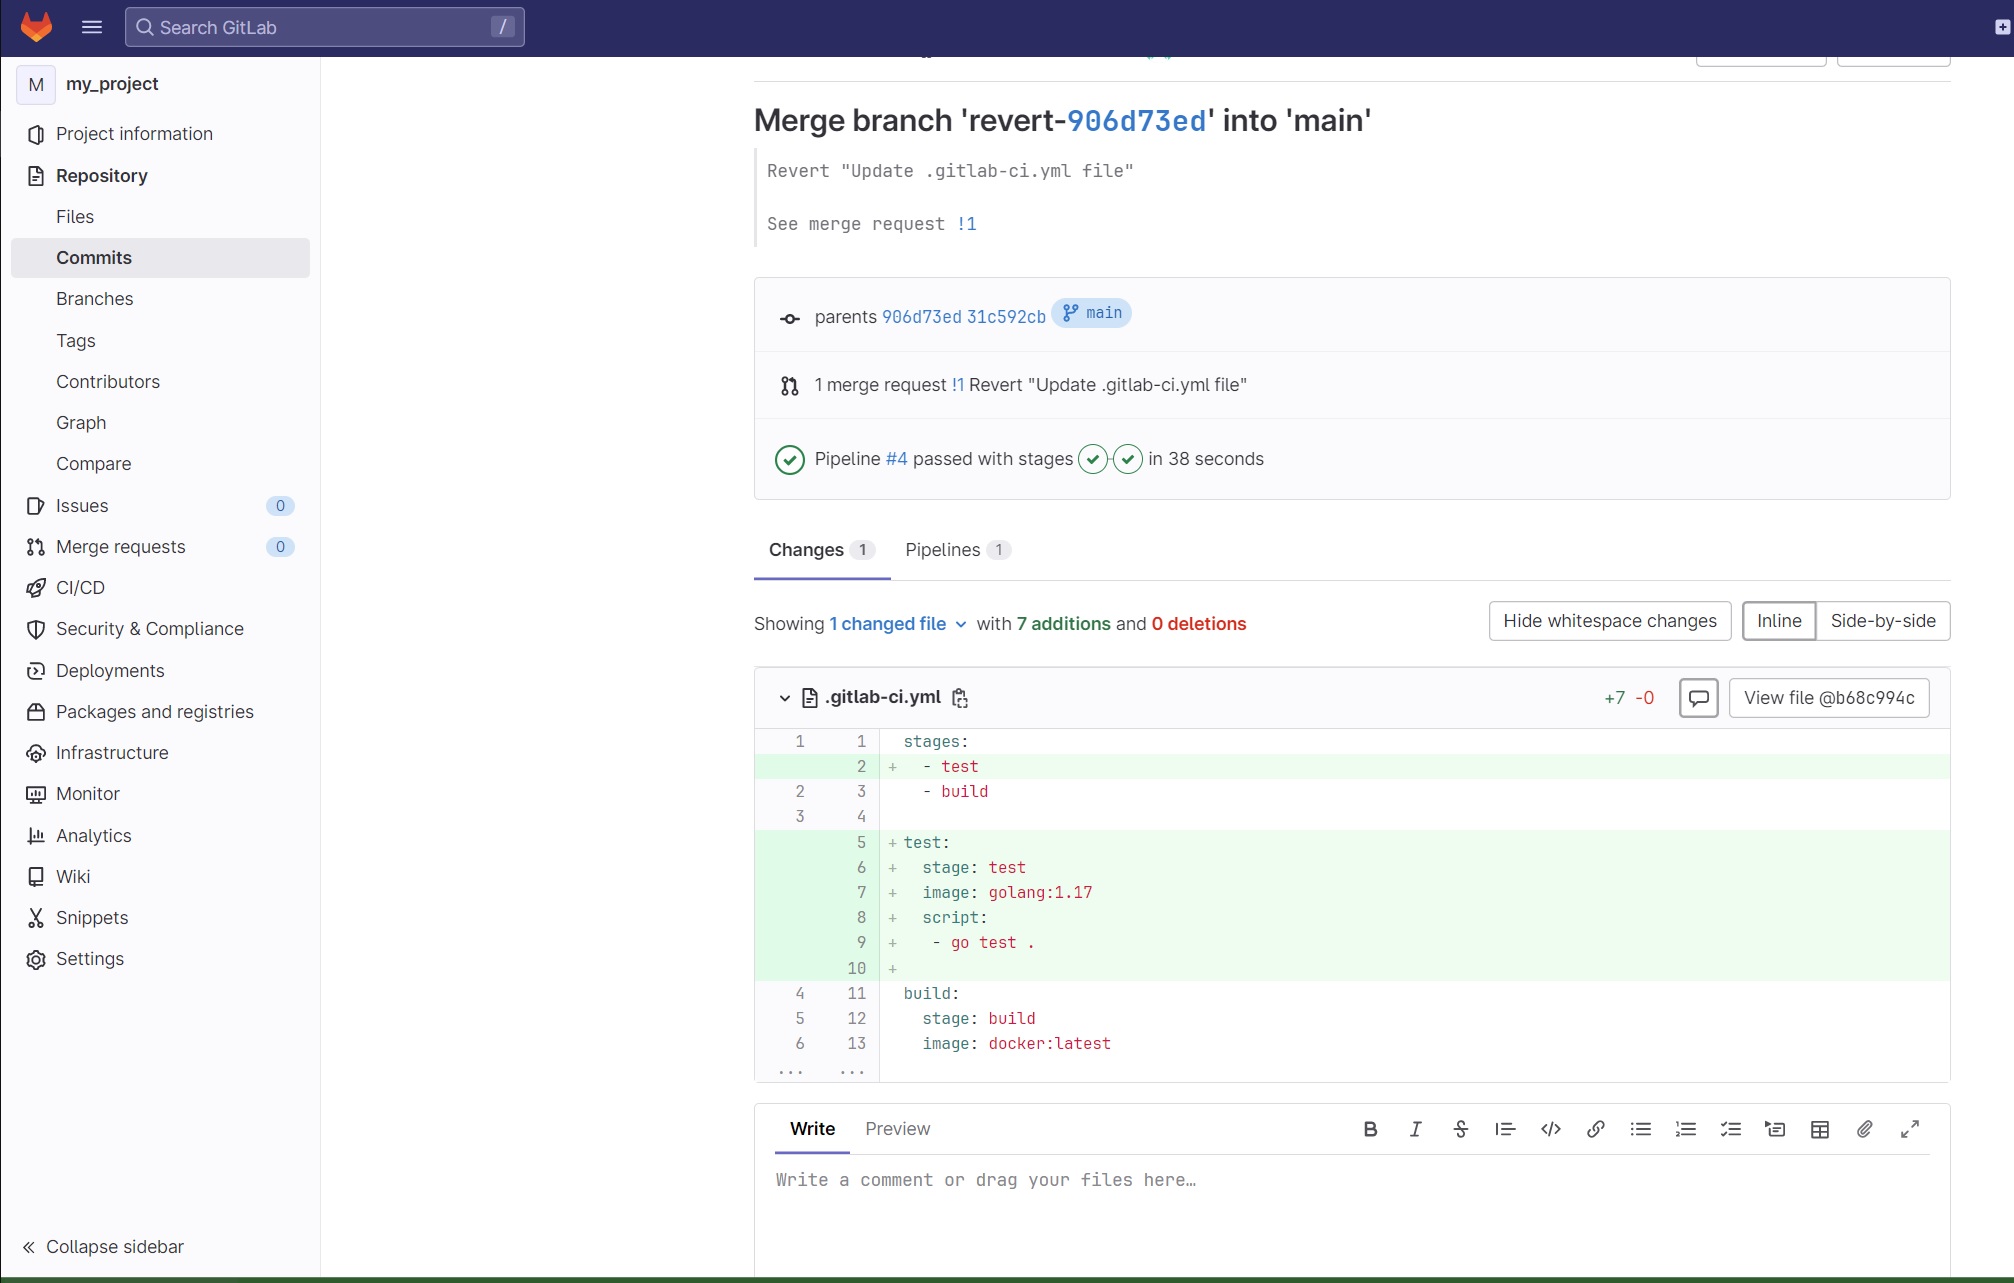 Search GitLab /
M my_project
Project information
Repository
Files
Commits
Branches
Tags
Contributors
Graph
Compare
Issues 0
Merge requests 0
CI/CD
Security & Compliance
Deployments
Packages and registries
Infrastructure
Monitor
Analytics
Wiki
Snippets
Settings
Collapse sidebar
Merge branch 'revert-906d73ed' into 'main'
Revert "Update .gitlab-ci.yml file"
See merge request !1
parents 906d73ed 31c592cb main
1 merge request !1 Revert "Update .gitlab-ci.yml file"
Pipeline #4 passed with stages in 38 seconds
Changes 1 Pipelines 1
Showing 1 changed file with 7 additions and 0 deletions
Hide whitespace changes Inline Side-by-side
.gitlab-ci.yml +7 -0 View file @b68c994c
1 1 stages:
2 + - test
2 3 - build
3 4
5 + test:
6 + stage: test
7 + image: golang:1.17
8 + script:
9 + - go test .
10 +
4 11 build:
5 12 stage: build
6 13 image: docker:latest
... ...
Write Preview
Write a comment or drag your files here…